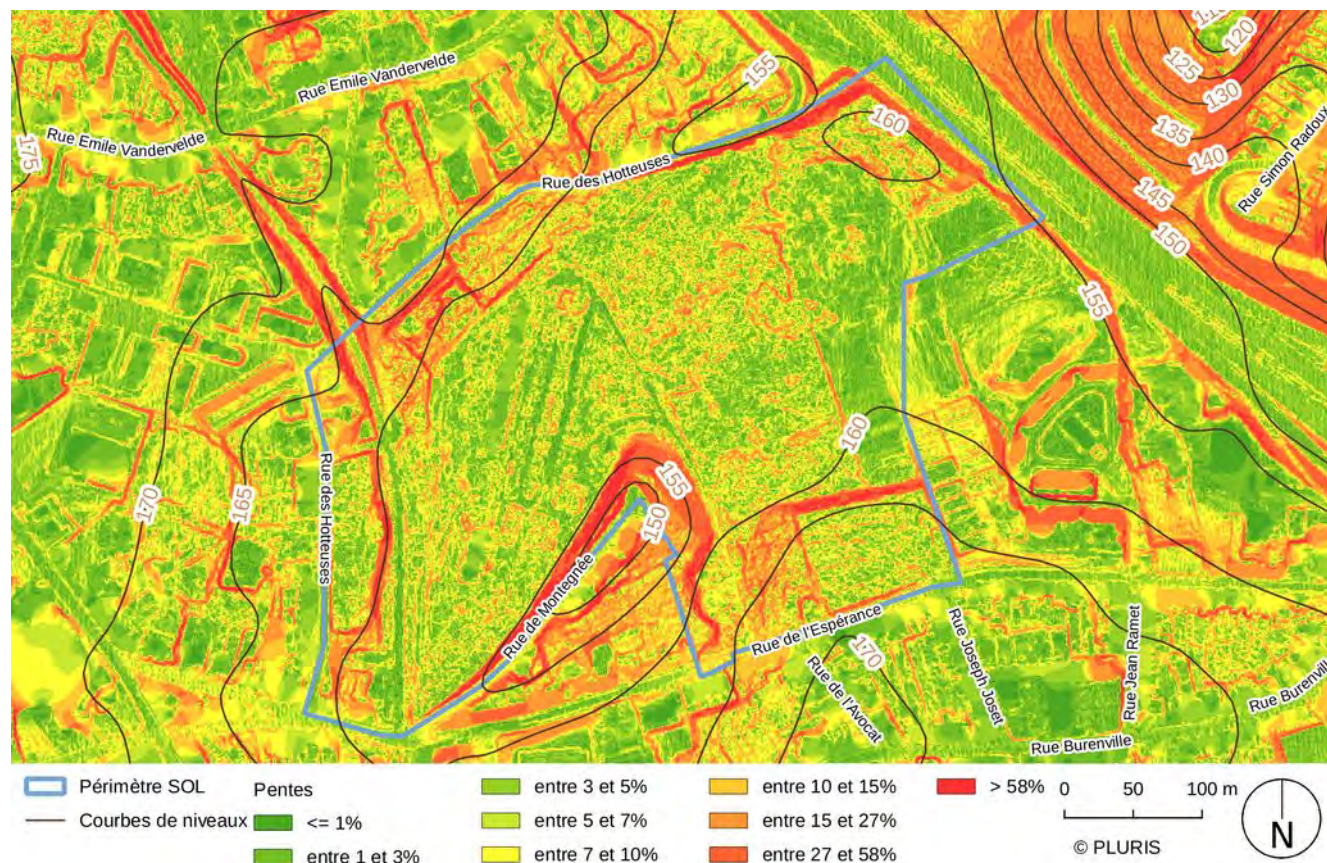 115
120
125
130
135
140
145
150
155
160
155
Rue Emile Vandervelde
Rue Emile Vandervelde
175
Rue Simon Radoux
Rue des Hotteuses
155
160
170
165
Rue des Hotteuses
155
150
Rue de Montegnée
Rue de l'Espérance
170
Rue de l'Avocat
Rue Joseph Joset
Rue Jean Ramet
Rue Burenville
Rue Burenvill
Périmètre SOL
Courbes de niveaux
Pentes
<= 1%
entre 1 et 3%
entre 3 et 5%
entre 5 et 7%
entre 7 et 10%
entre 10 et 15%
entre 15 et 27%
entre 27 et 58%
> 58%
0 50 100 m
© PLURIS
N